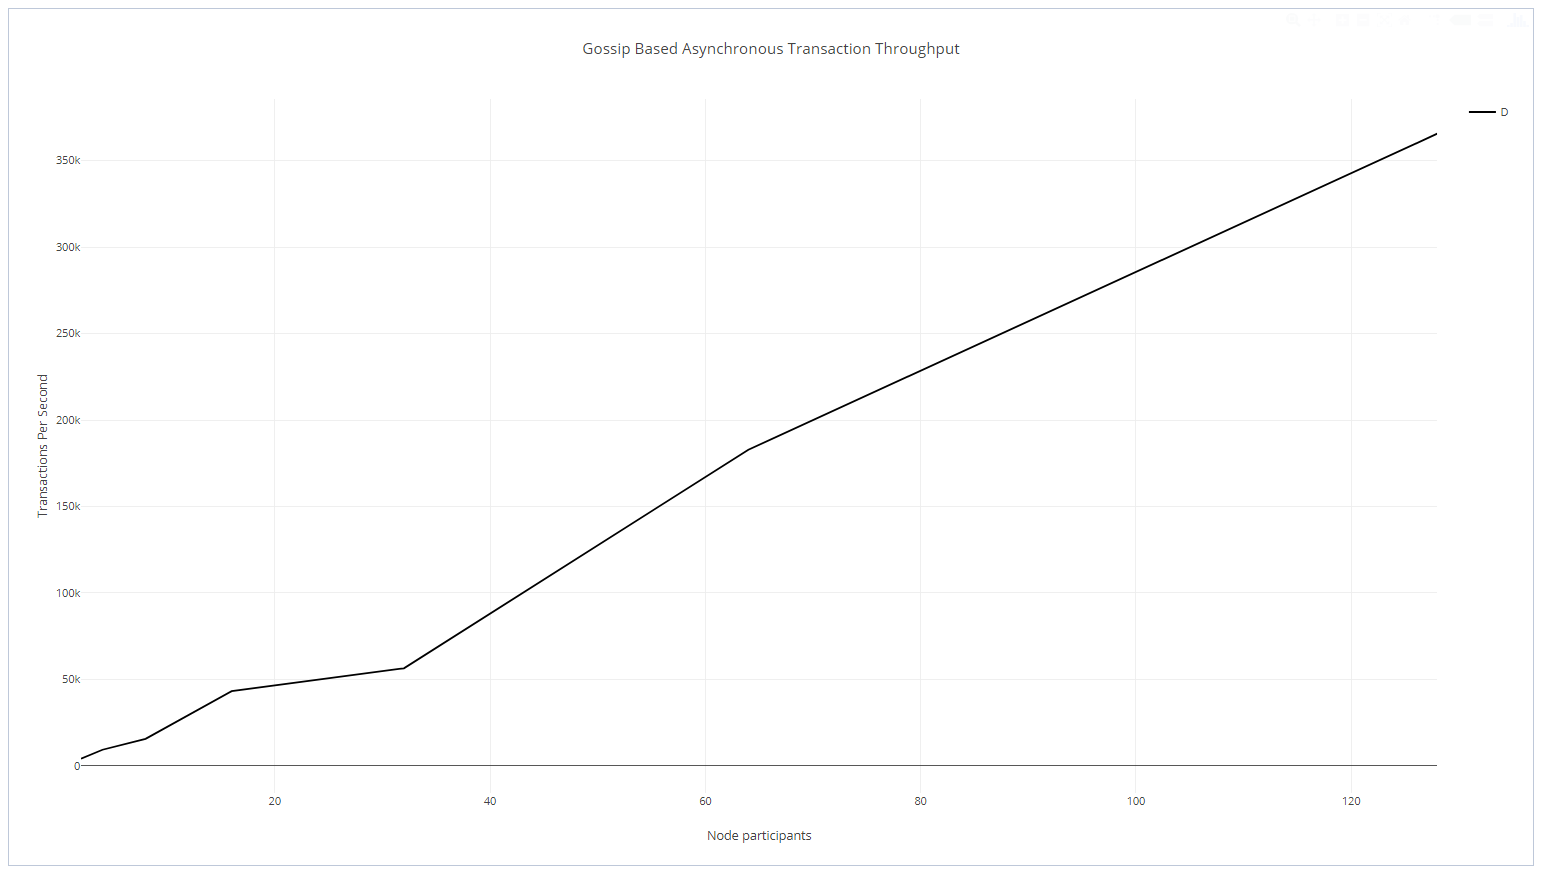 Gossip Based Asynchronous Transaction Throughput
D
350k
300k
250k
200k
150k
100k
50k
0
Transactions Per Second
20
40
60
80
100
120
Node participants